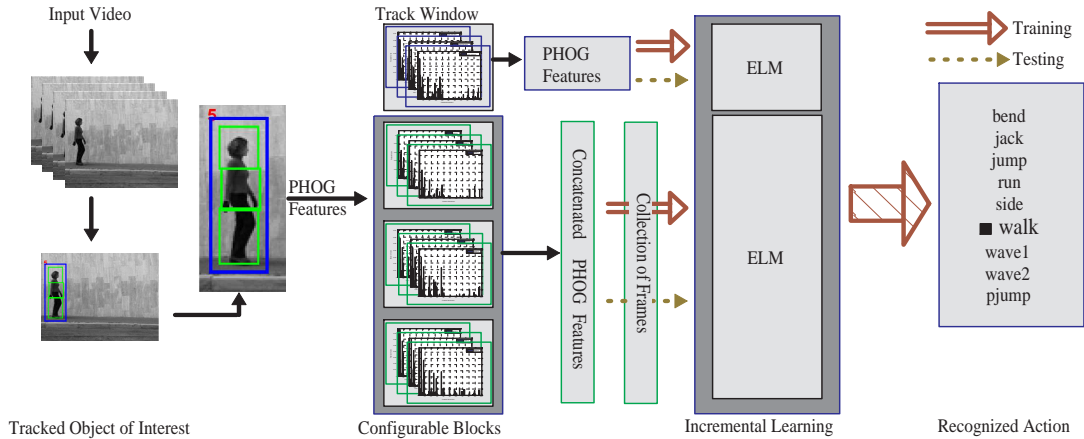 Input Video
Track Window
Training
Testing
PHOG
Features
ELM
5
PHOG
Features
Concatenated PHOG Features
Collection of Frames
ELM
bend
jack
jump
run
side
walk
wave1
wave2
pjump
5
Tracked Object of Interest
Configurable Blocks
Incremental Learning
Recognized Action